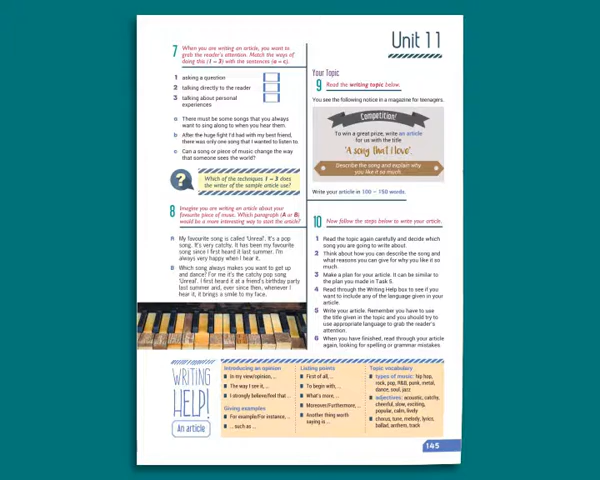 Unit 11
7 When you are writing an article, you want to
grab the reader's attention. Match the ways of
doing this (1 – 3) with the sentences (a – c).
1 asking a question
2 talking directly to the reader
3 talking about personal
experiences
a There must be some songs that you always
want to sing along to when you hear them.
b After the huge fight I'd had with my best friend,
there was only one song that I wanted to listen to.
c Can a song or piece of music change the way
that someone sees the world?
?
Which of the techniques 1 – 3 does
the writer of the sample article use?
8 Imagine you are writing an article about your
favourite piece of music. Which paragraph (A or B)
would be a more interesting way to start the article?
A My favourite song is called 'Unreal'. It's a pop
song. It's very catchy. It has been my favourite
song since I first heard it last summer. I'm
always very happy when I hear it.
B Which song always makes you want to get up
and dance? For me it's the catchy pop song
'Unreal'. I first heard it at a friend's birthday party
last summer and, ever since then, whenever I
hear it, it brings a smile to my face.
Your Topic
9 Read the writing topic below.
You see the following notice in a magazine for teenagers.
Competition!
To win a great prize, write an article
for us with the title
'A song that I love'.
Describe the song and explain why
you like it so much.
Write your article in 100 – 150 words.
10 Now follow the steps below to write your article.
1 Read the topic again carefully and decide which
song you are going to write about.
2 Think about how you can describe the song and
what reasons you can give for why you like it so
much.
3 Make a plan for your article. It can be similar to
the plan you made in Task 5.
4 Read through the Writing Help box to see if you
want to include any of the language given in your
article.
5 Write your article. Remember you have to use
the title given in the topic and you should try to
use appropriate language to grab the reader's
attention.
6 When you have finished, read through your article
again, looking for spelling or grammar mistakes.
WRITING
HELP!
An article
Introducing an opinion
In my view/opinion, ...
The way I see it, ...
I strongly believe/feel that ...
Giving examples
For example/For instance, ...
... such as ...
Listing points
First of all, ...
To begin with, ...
What's more, ...
Moreover/Furthermore, ...
Another thing worth
saying is ...
Topic vocabulary
types of music: hip hop,
rock, pop, R&B, punk, metal,
dance, soul, jazz
adjectives: acoustic, catchy,
cheerful, slow, exciting,
popular, calm, lively
chorus, tune, melody, lyrics,
ballad, anthem, track
145